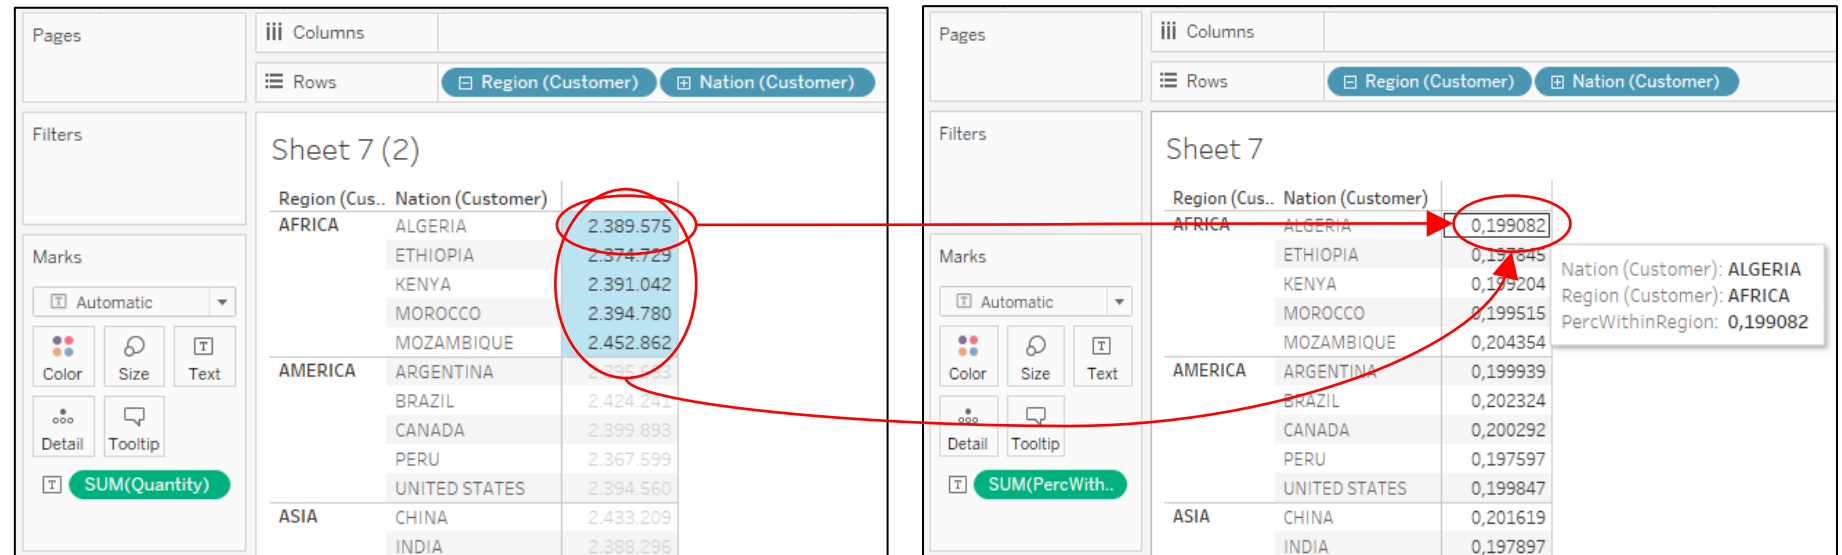 Pages
Columns
Rows
Region (Customer)
Nation (Customer)
Filters
Sheet 7 (2)
Region (Cus.. Nation (Customer)
AFRICA ALGERIA 2.389.575
ETHIOPIA 2.374.729
KENYA 2.391.042
MOROCCO 2.394.780
MOZAMBIQUE 2.452.862
AMERICA ARGENTINA
BRAZIL 2.424.241
CANADA 2.399.893
PERU 2.367.599
UNITED STATES 2.394.560
ASIA CHINA 2.433.209
INDIA 2.388.296
Marks
Automatic
Color Size Text
Detail Tooltip
SUM(Quantity)
Pages
Columns
Rows
Region (Customer)
Nation (Customer)
Filters
Sheet 7
Region (Cus.. Nation (Customer)
AFRICA ALGERIA 0,199082
ETHIOPIA 0,197845
KENYA 0,199204
MOROCCO 0,199515
MOZAMBIQUE 0,204354
AMERICA ARGENTINA 0,199939
BRAZIL 0,202324
CANADA 0,200292
PERU 0,197597
UNITED STATES 0,199847
ASIA CHINA 0,201619
INDIA 0,197897
Nation (Customer): ALGERIA
Region (Customer): AFRICA
PercWithinRegion: 0,199082
Marks
Automatic
Color Size Text
Detail Tooltip
SUM(PercWith..